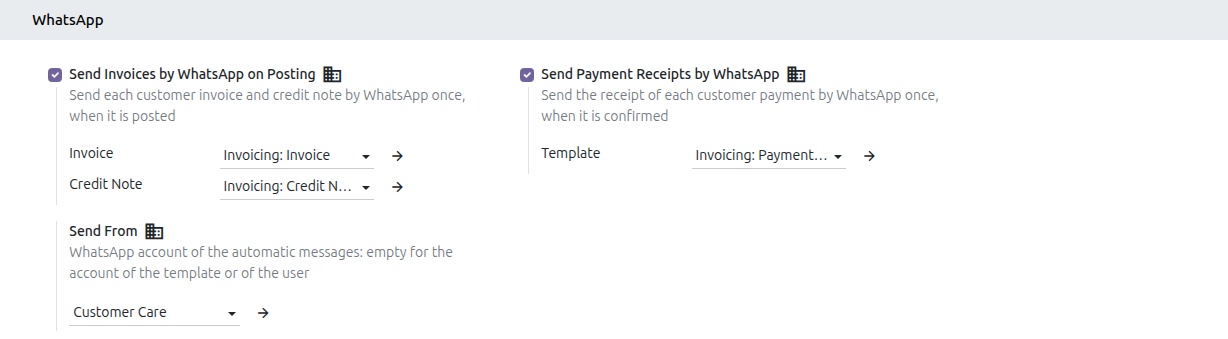 WhatsApp
Send Invoices by WhatsApp on Posting
Send each customer invoice and credit note by WhatsApp once,
when it is posted
Invoice
Invoicing: Invoice
Credit Note
Invoicing: Credit N...
Send Payment Receipts by WhatsApp
Send the receipt of each customer payment by WhatsApp once,
when it is confirmed
Template
Invoicing: Payment...
Send From
WhatsApp account of the automatic messages: empty for the
account of the template or of the user
Customer Care